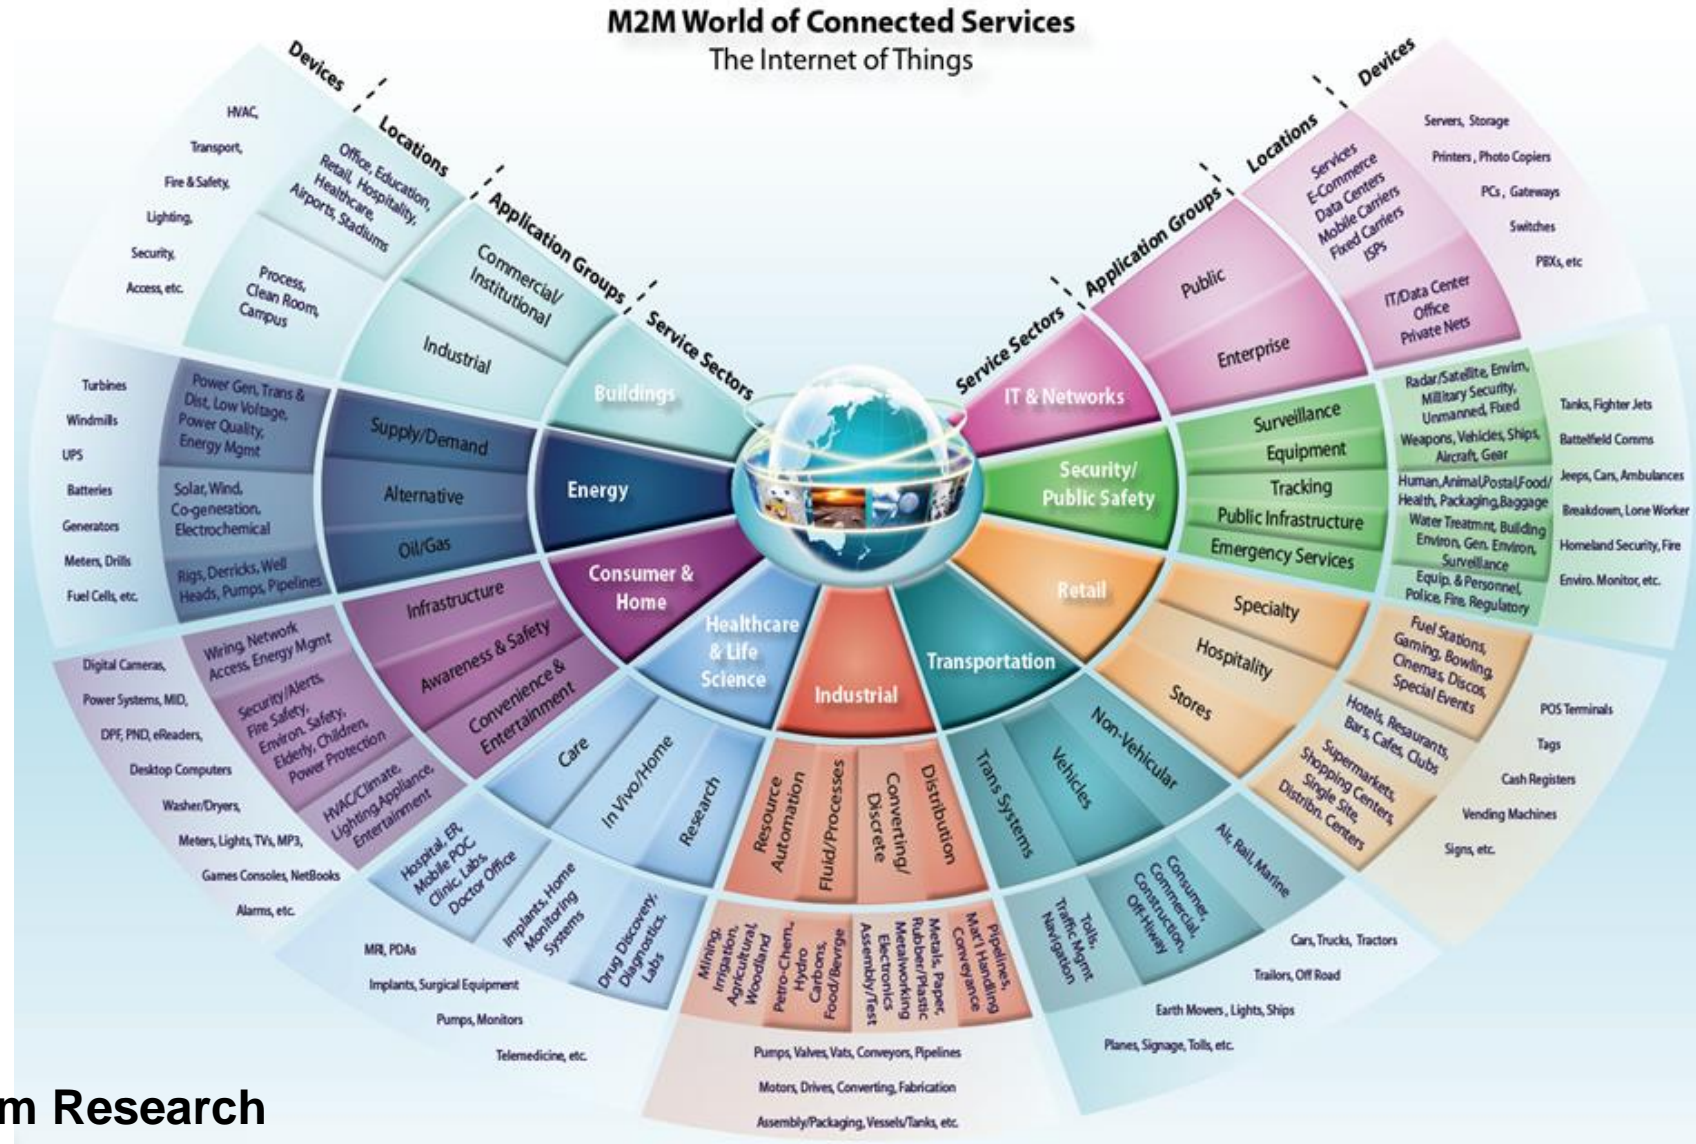 M2M World of Connected Services
The Internet of Things
Devices
Locations
Application Groups
Service Sectors
HVAC,
Transport,
Fire & Safety,
Lighting,
Security,
Access, etc.
Office, Education,
Retail, Hospitality,
Healthcare,
Airports, Stadiums
Process,
Clean Room,
Campus
Commercial/
Institutional
Industrial
Buildings
Turbines
Windmills
UPS
Batteries
Generators
Meters, Drills
Fuel Cells, etc.
Power Gen, Trans &
Dist, Low Voltage,
Power Quality,
Energy Mgmt
Solar, Wind,
Co-generation,
Electrochemical
Rigs, Derricks, Well
Heads, Pumps, Pipelines
Supply/Demand
Alternative
Oil/Gas
Energy
Digital Cameras,
Power Systems, MID,
DPF, PND, eReaders,
Desktop Computers
Washer/Dryers,
Meters, Lights, TVs, MP3,
Games Consoles, NetBooks
Alarms, etc.
Wiring, Network
Access, Energy Mgmt
Security/Alerts,
Fire Safety,
Environ. Safety,
Elderly, Children,
Power Protection
HVAC/Climate,
Lighting,Appliance,
Entertainment
Infrastructure
Awareness & Safety
Convenience &
Entertainment
Consumer &
Home
MRI, PDAs
Implants, Surgical Equipment
Pumps, Monitors
Telemedicine, etc.
Hospital, ER,
Mobile POC
Clinic, Labs,
Doctor Office
Implants, Home
Monitoring
Systems
Drug Discovery,
Diagnostics,
Labs
Care
In Vivo/Home
Research
Healthcare
& Life
Science
Industrial
Resource
Automation
Fluid/Processes
Converting/
Discrete
Distribution
Mining,
Irrigation,
Agricultural,
Woodland
Petro-Chem.,
Hydro
Carbons,
Food/Bevrge
Metals, Paper,
Rubber/Plastic
Metalworking
Electronics
Assembly/Test
Pipelines,
Mat'l Handling
Conveyance
Pumps, Valves, Vats, Conveyors, Pipelines
Motors, Drives, Converting, Fabrication
Assembly/Packaging, Vessels/Tanks, etc.
Transportation
Trans Systems
Vehicles
Non-Vehicular
Tolls,
Traffic Mgmt
Navigation
Consumer,
Commercial,
Construction,
Off-Hiway
Air, Rail, Marine
Cars, Trucks, Tractors
Trailors, Off Road
Earth Movers, Lights, Ships
Planes, Signage, Tolls, etc.
Retail
Specialty
Hospitality
Stores
Fuel Stations,
Gaming, Bowling,
Cinemas, Discos,
Special Events
Hotels, Resaurants,
Bars, Cafes, Clubs
Supermarkets,
Shopping Centers,
Single Site,
Distribn. Centers
POS Terminals
Tags
Cash Registers
Vending Machines
Signs, etc.
Security/
Public Safety
Surveillance
Equipment
Tracking
Public Infrastructure
Emergency Services
Radar/Satellite, Envirn,
Military Security,
Unmanned, Fixed
Weapons, Vehicles, Ships,
Aircraft, Gear
Human,Animal,Postal,Food/
Health, Packaging,Baggage
Water Treatmnt, Building
Environ, Gen. Environ,
Surveillance
Equip. & Personnel,
Police, Fire, Regulatory
Tanks, Fighter Jets
Battelfield Comms
Jeeps, Cars, Ambulances
Breakdown, Lone Worker
Homeland Security, Fire
Enviro. Monitor, etc.
IT & Networks
Public
Enterprise
Services
E-Commerce
Data Centers
Mobile Carriers
Fixed Carriers
ISPs
IT/Data Center
Office
Private Nets
Servers, Storage
Printers, Photo Copiers
PCs, Gateways
Switches
PBXs, etc
Service Sectors
Application Groups
Locations
Devices
m Research